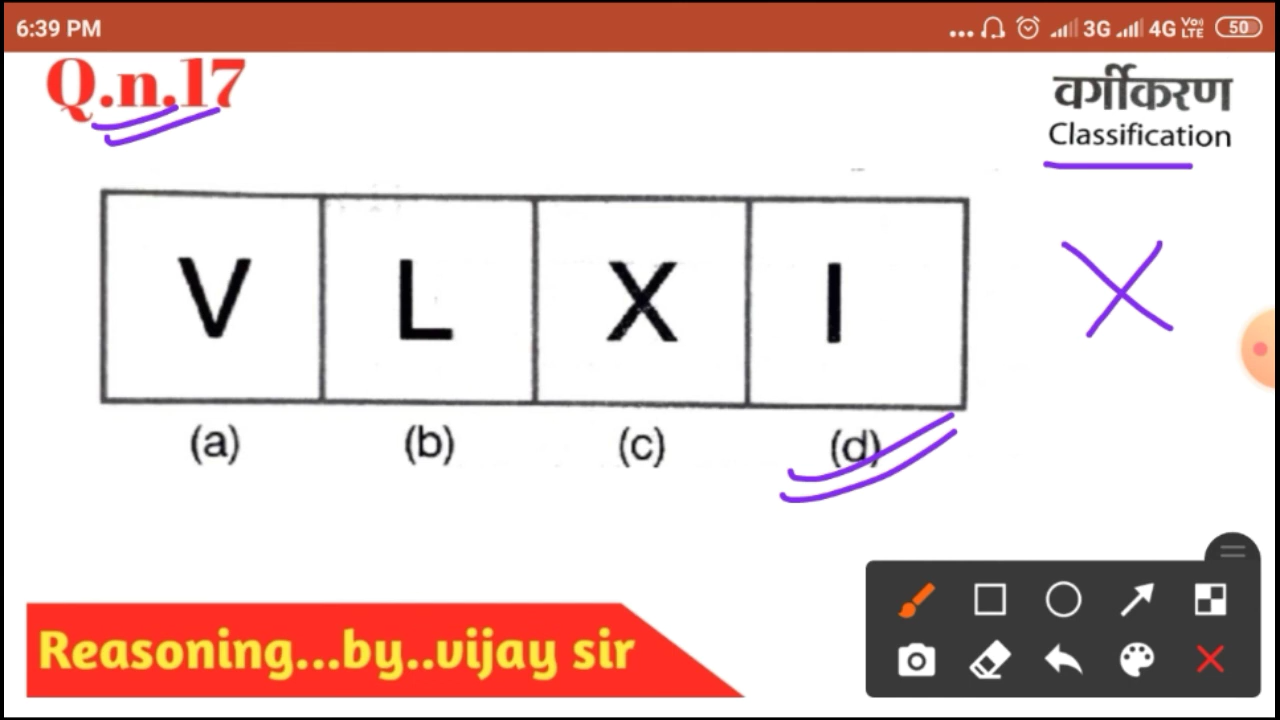 6:39 PM ... 3G 4G Vo) LTE 50
Q.n.17
वर्गीकरण
Classification
V L X I
(a) (b) (c) (d)
Reasoning...by..vijay sir